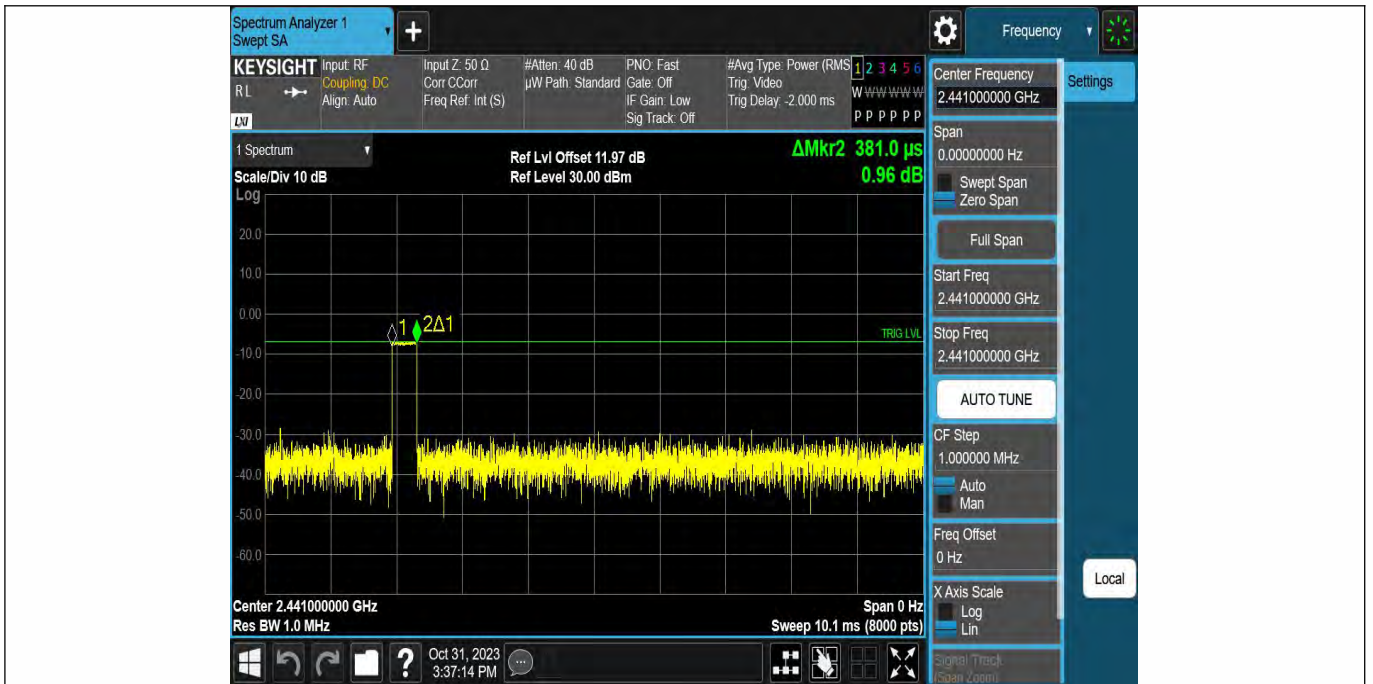 Spectrum Analyzer 1
Swept SA
+
Frequency
KEYSIGHT
RL
LXI
Input: RF
Coupling: DC
Align: Auto
Input Z: 50 Ω
Corr CCorr
Freq Ref: Int (S)
#Atten: 40 dB
µW Path: Standard
PNO: Fast
Gate: Off
IF Gain: Low
Sig Track: Off
#Avg Type: Power (RMS
Trig: Video
Trig Delay: -2.000 ms
1 2 3 4 5 6
W W W W W W
P P P P P P
1 Spectrum
Scale/Div 10 dB
Ref Lvl Offset 11.97 dB
Ref Level 30.00 dBm
ΔMkr2 381.0 µs
0.96 dB
Log
20.0
10.0
0.00
-10.0
-20.0
-30.0
-40.0
-50.0
-60.0
1
2Δ1
TRIG LVL
Center 2.441000000 GHz
Res BW 1.0 MHz
Span 0 Hz
Sweep 10.1 ms (8000 pts)
Center Frequency
2.441000000 GHz
Settings
Span
0.00000000 Hz
Swept Span
Zero Span
Full Span
Start Freq
2.441000000 GHz
Stop Freq
2.441000000 GHz
AUTO TUNE
CF Step
1.000000 MHz
Auto
Man
Freq Offset
0 Hz
X Axis Scale
Log
Lin
Signal Track
(Span Zoom)
Local
?
Oct 31, 2023
3:37:14 PM